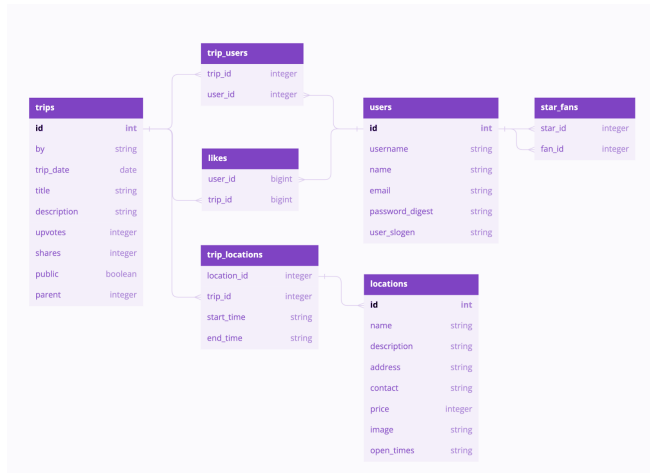 trip_users
trip_id integer
user_id integer
trips
id int
by string
trip_date date
title string
description string
upvotes integer
shares integer
public boolean
parent integer
users
id int
username string
name string
email string
password_digest string
user_slogen string
star_fans
star_id integer
fan_id integer
likes
user_id bigint
trip_id bigint
trip_locations
location_id integer
trip_id integer
start_time string
end_time string
locations
id int
name string
description string
address string
contact string
price integer
image string
open_times string